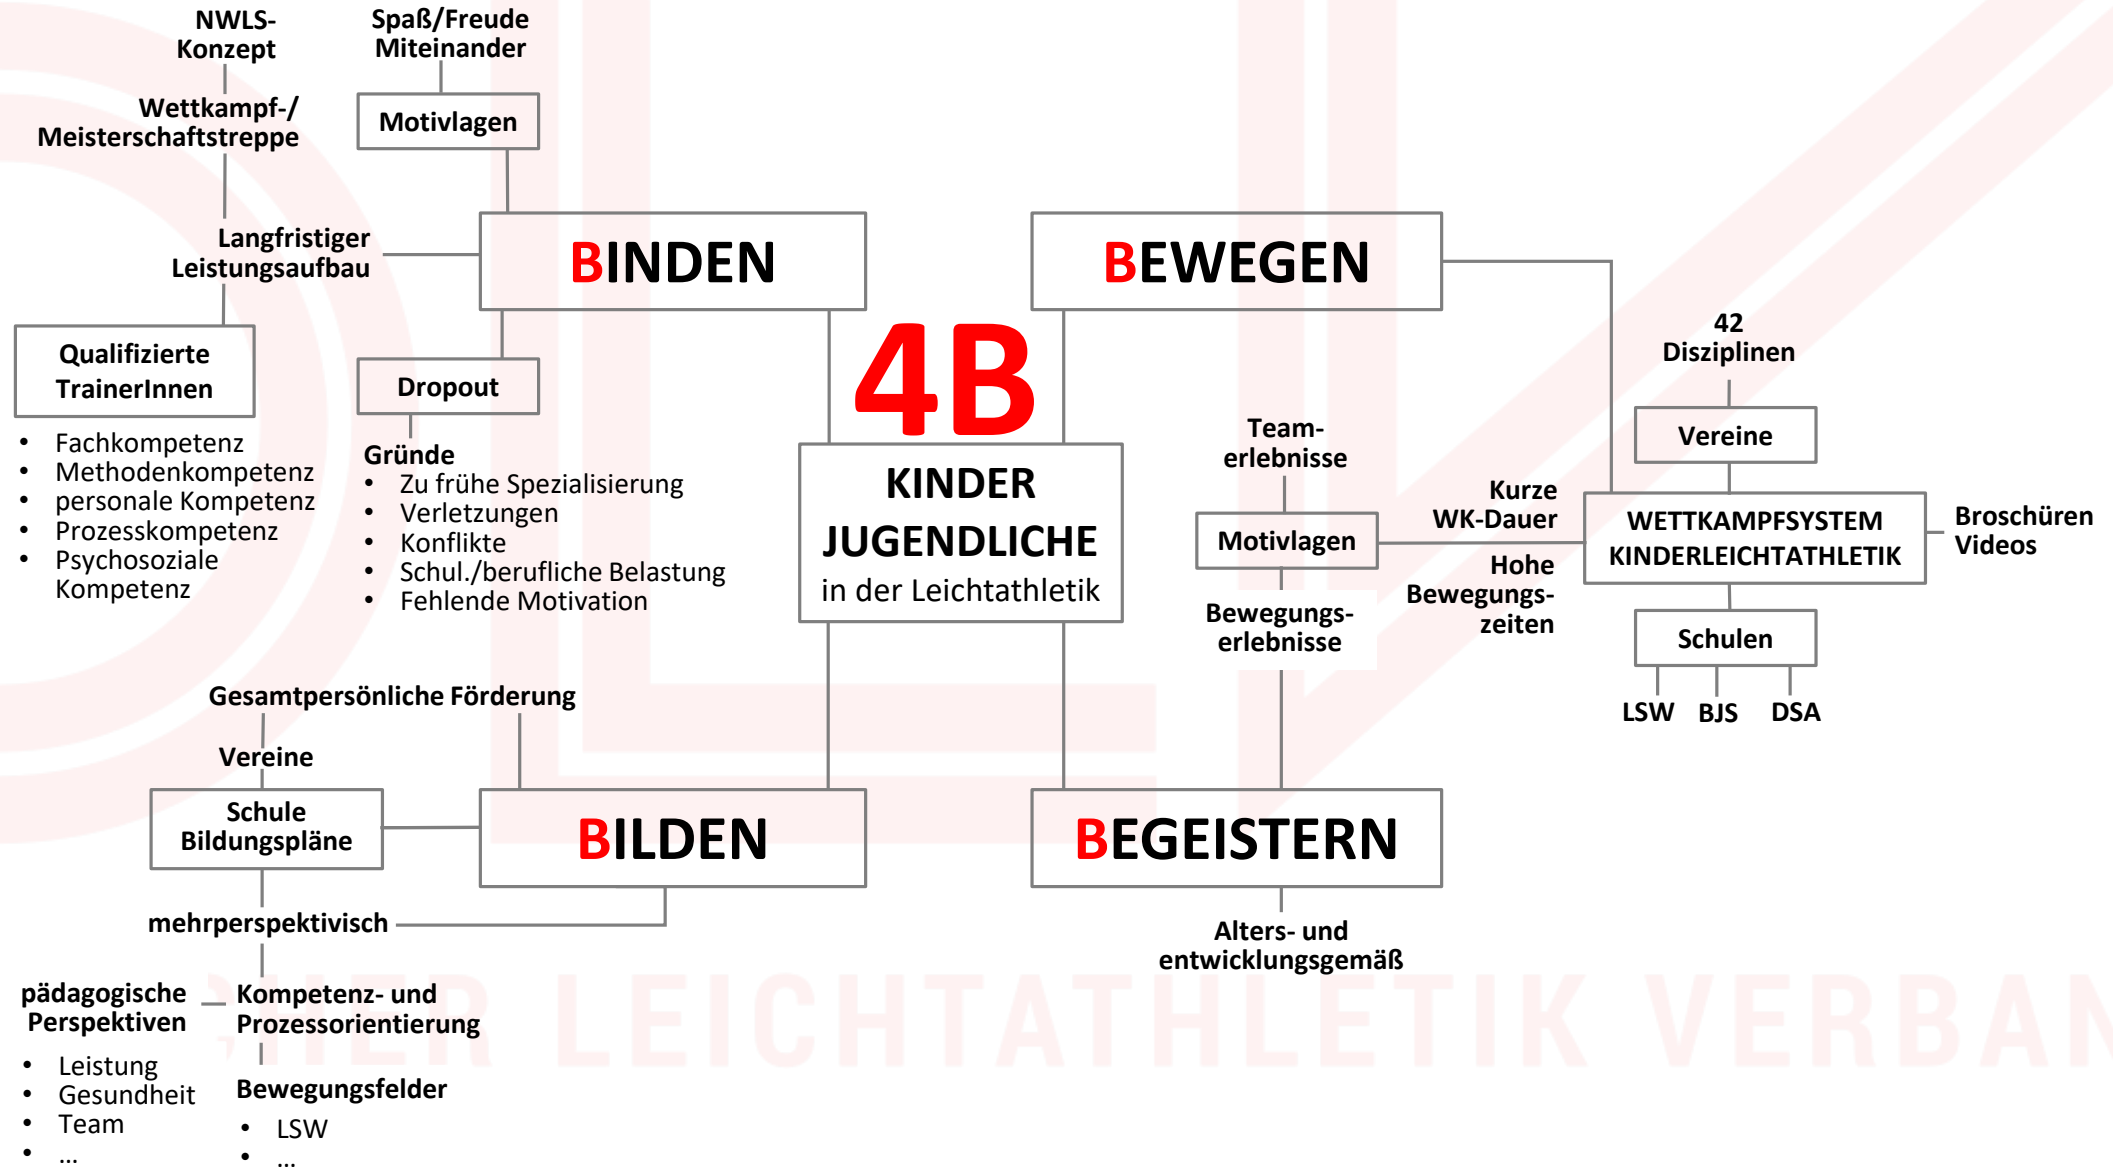 NWLS-
Konzept
Wettkampf-/
Meisterschaftstreppe
Langfristiger
Leistungsaufbau
Qualifizierte
TrainerInnen
• Fachkompetenz
• Methodenkompetenz
• personale Kompetenz
• Prozesskompetenz
• Psychosoziale
Kompetenz
Spaß/Freude
Miteinander
Motivlagen
BINDEN
Dropout
Gründe
• Zu frühe Spezialisierung
• Verletzungen
• Konflikte
• Schul./berufliche Belastung
• Fehlende Motivation
4B
KINDER
JUGENDLICHE
in der Leichtathletik
BEWEGEN
42
Disziplinen
Vereine
WETTKAMPFSYSTEM
KINDERLEICHTATHLETIK
Broschüren
Videos
Schulen
LSW BJS DSA
Kurze
WK-Dauer
Hohe
Bewegungs-
zeiten
Team-
erlebnisse
Motivlagen
Bewegungs-
erlebnisse
BEGEISTERN
Alters- und
entwicklungsgemäß
Gesamtpersönliche Förderung
Vereine
Schule
Bildungspläne
BILDEN
mehrperspektivisch
pädagogische
Perspektiven
• Leistung
• Gesundheit
• Team
• ...
Kompetenz- und
Prozessorientierung
Bewegungsfelder
• LSW
• ...
HER LEICHTATHLETIK VERBAN